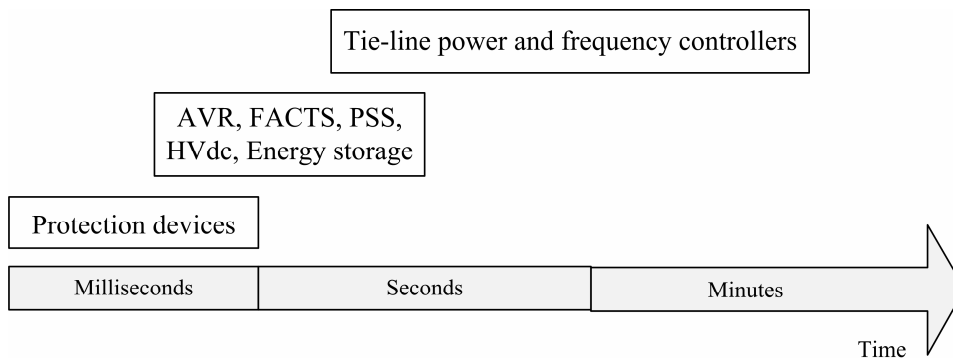 Tie-line power and frequency controllers
AVR, FACTS, PSS,
HVdc, Energy storage
Protection devices
Milliseconds
Seconds
Minutes
Time